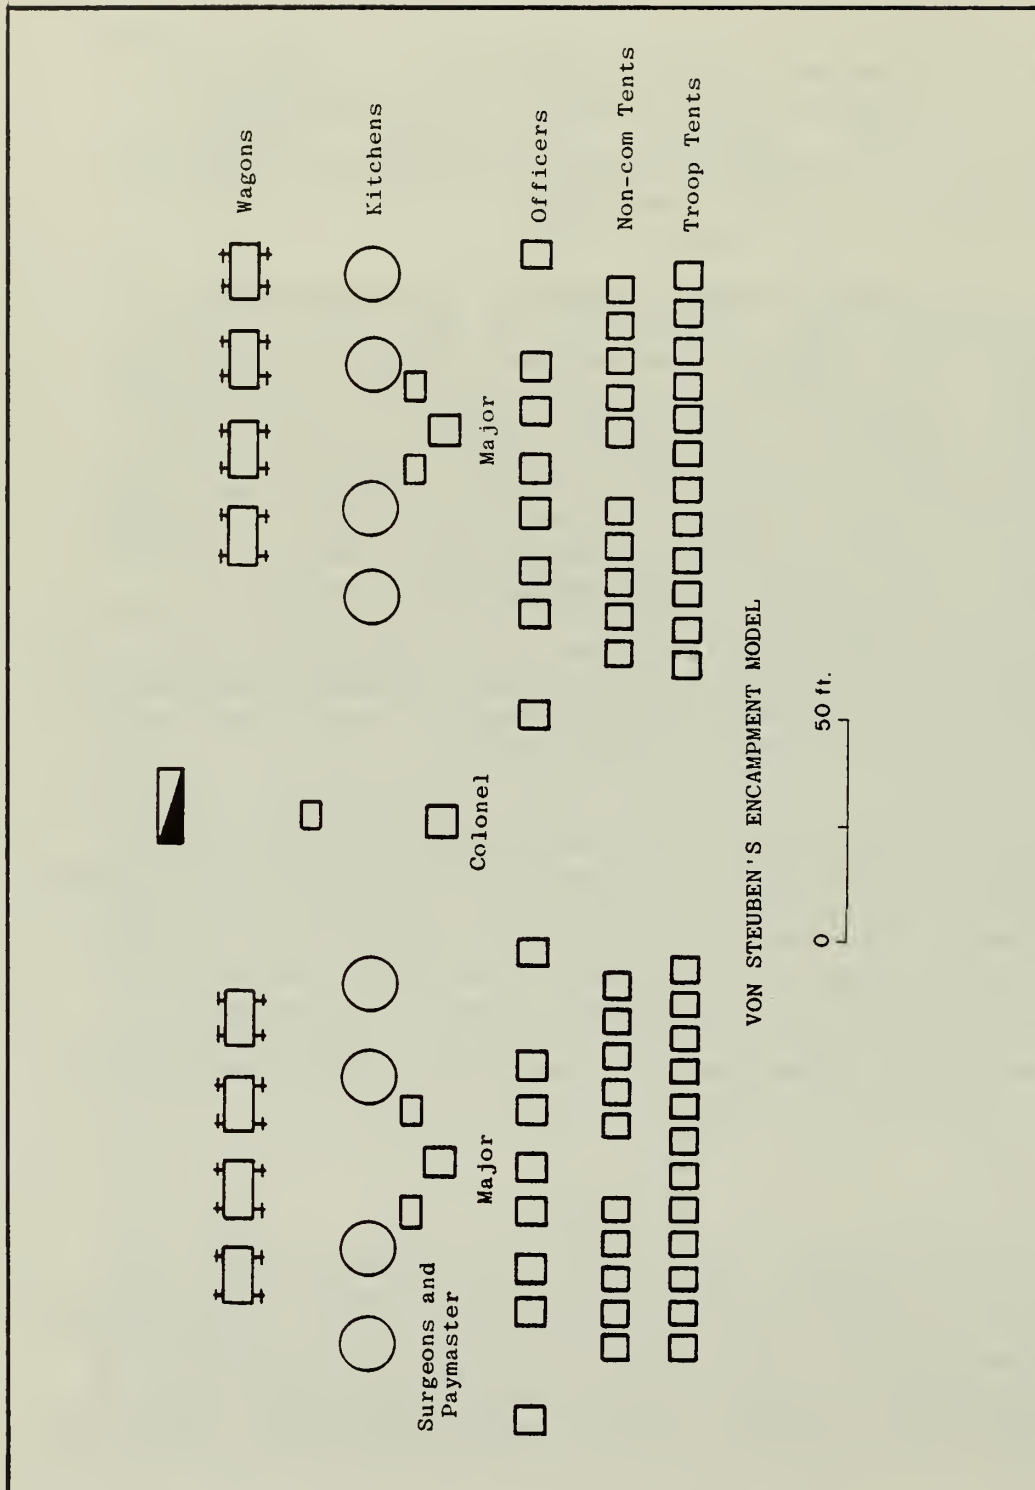 Wagons
Kitchens
Surgeons and
Paymaster
Major
Colonel
Major
Officers
Non-com Tents
Troop Tents
VON STEUBEN'S ENCAMPMENT MODEL
0
50 ft.